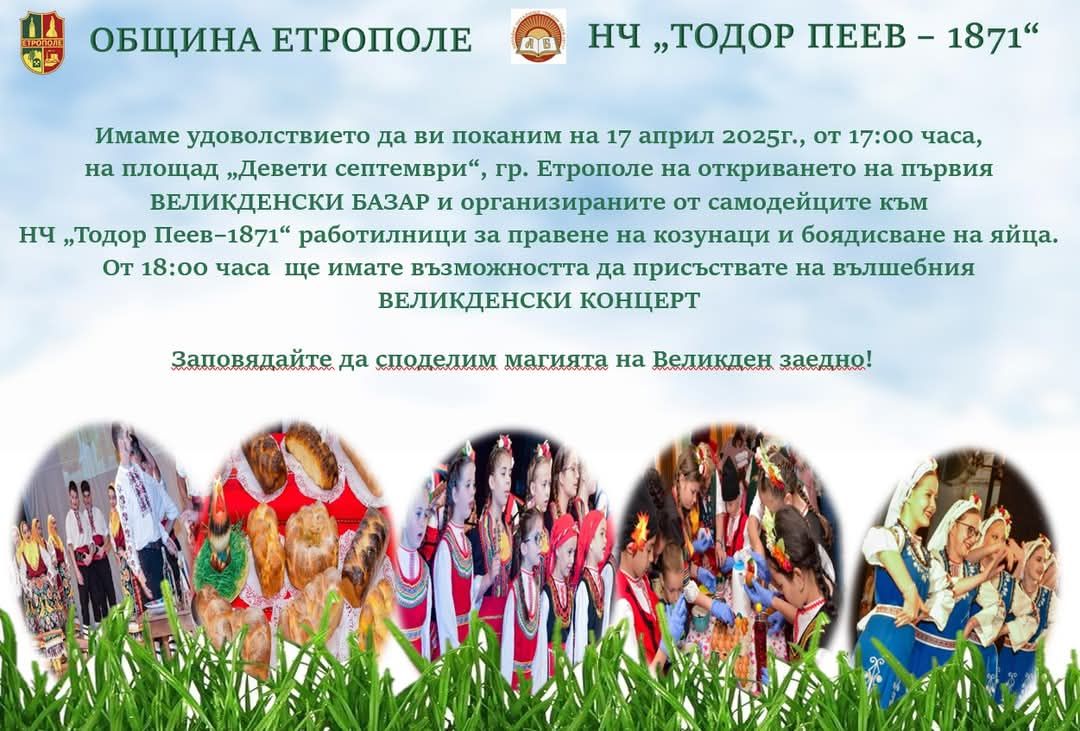 ЕТРОПОЛЕ
ОБЩИНА ЕТРОПОЛЕ
НЧ „ТОДОР ПЕЕВ – 1871“
Имаме удоволствието да ви поканим на 17 април 2025г., от 17:00 часа,
на площад „Девети септември“, гр. Етрополе на откриването на първия
ВЕЛИКДЕНСКИ БАЗАР и организираните от самодейците към
НЧ „Тодор Пеев–1871“ работилници за правене на козунаци и боядисване на яйца.
От 18:00 часа ще имате възможността да присъствате на вълшебния
ВЕЛИКДЕНСКИ КОНЦЕРТ
Заповядайте да споделим магията на Великден заедно!